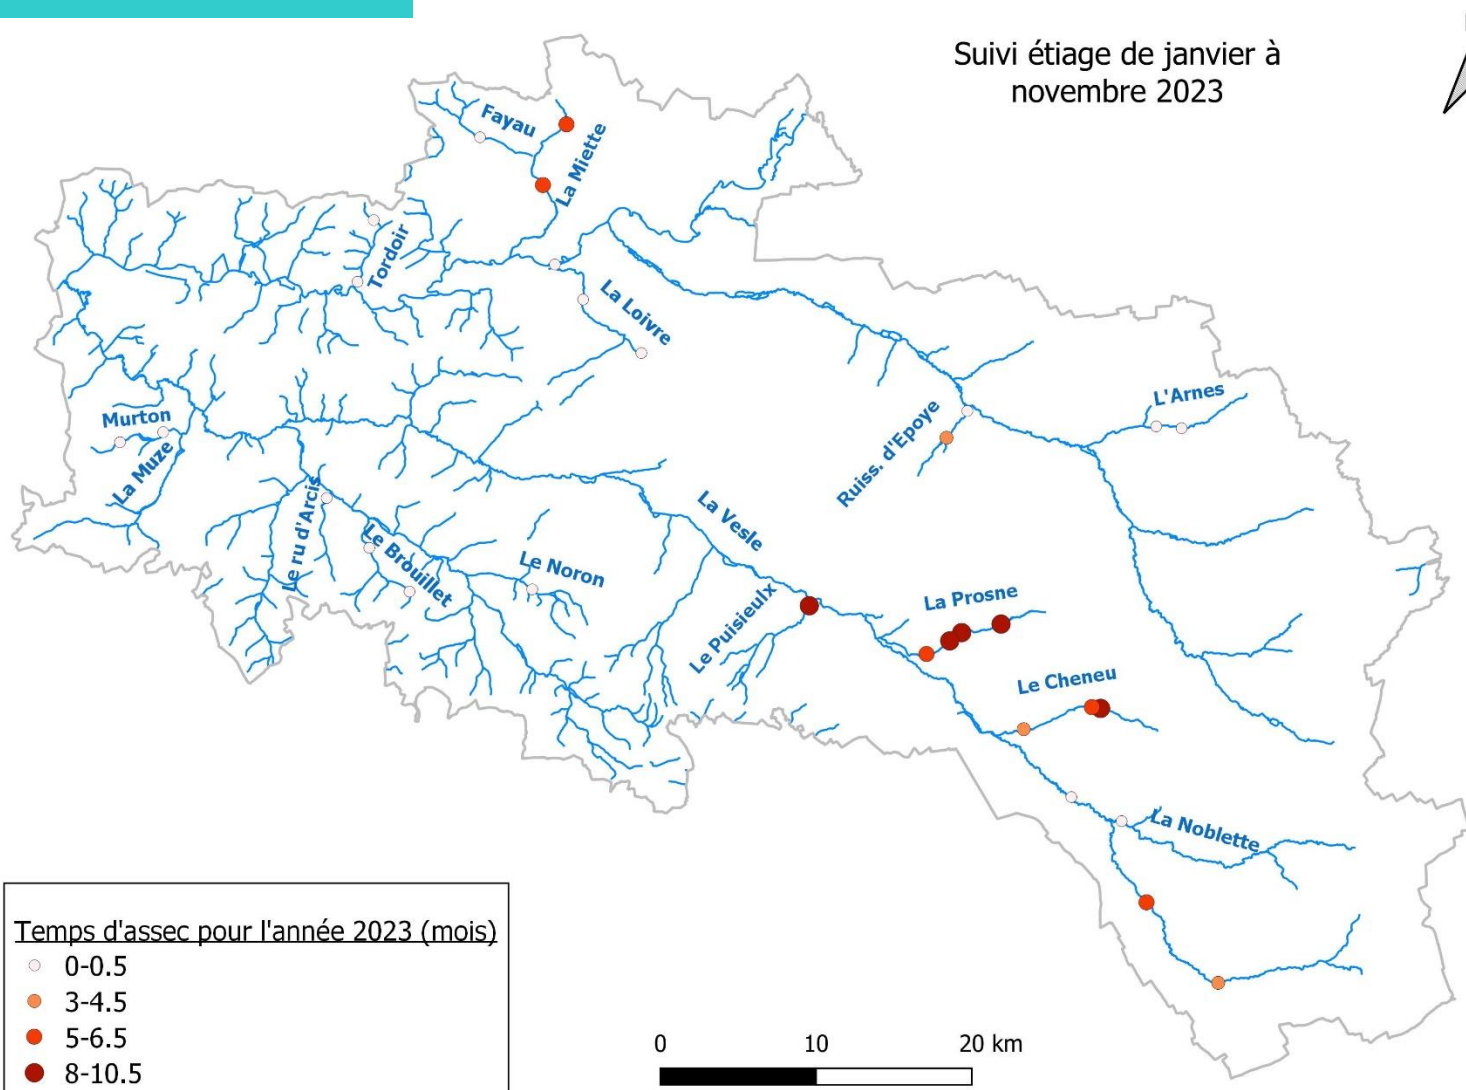 Suivi étiage de janvier à
novembre 2023
Fayau
La Miette
Tordoir
La Loivre
L'Arnes
Murton
La Muze
Ruiss. d'Epoye
La Vesle
Le ru d'Arcis
Le Brouillet
Le Noron
La Prosne
Le Puisieulx
Le Cheneu
La Noblette
Temps d'assec pour l'année 2023 (mois)
0-0.5
3-4.5
5-6.5
8-10.5
0 10 20 km